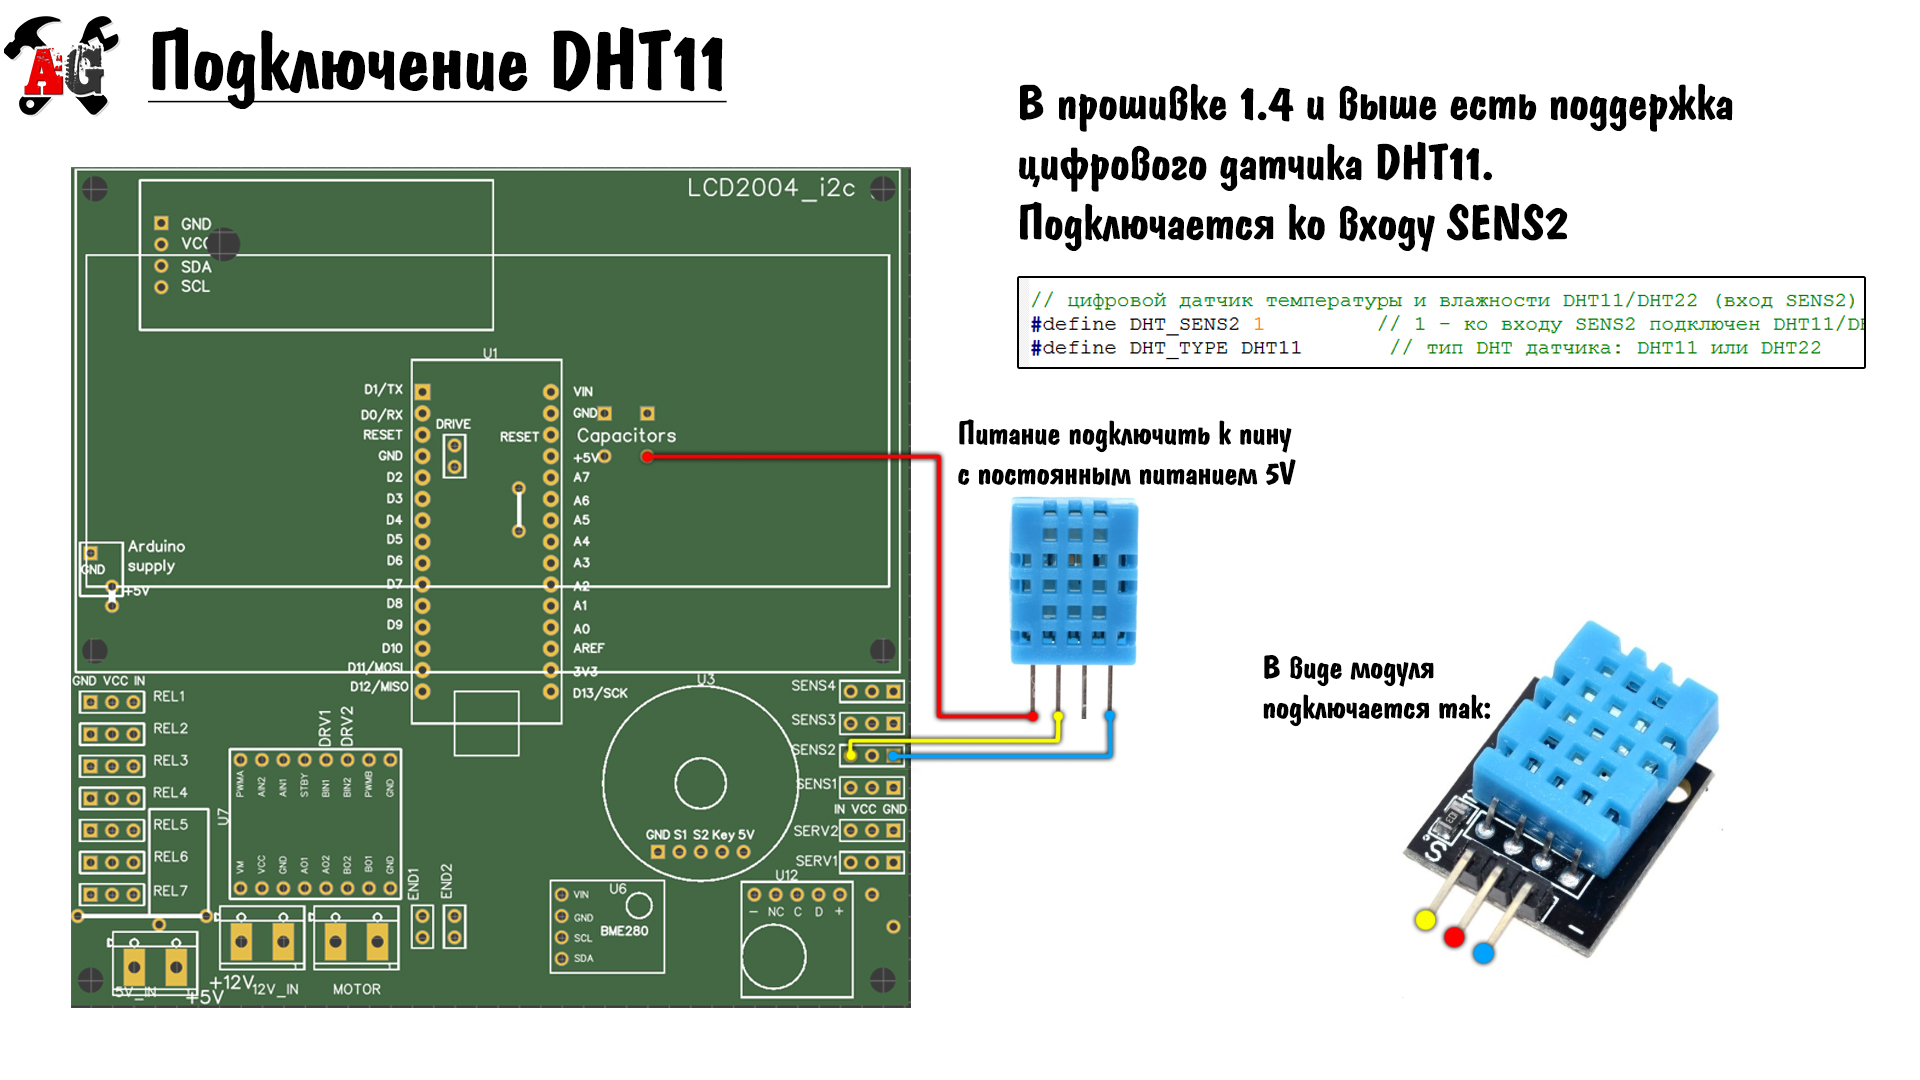 AG
Подключение DHT11
В прошивке 1.4 и выше есть поддержка
цифрового датчика DHT11.
Подключается ко входу SENS2
// цифровой датчик температуры и влажности DHT11/DHT22 (вход SENS2)
#define DHT_SENS2 1 // 1 - ко входу SENS2 подключен DHT11/DH
#define DHT_TYPE DHT11 // тип DHT датчика: DHT11 или DHT22
Питание подключить к пину
с постоянным питанием 5V
В виде модуля
подключается так:
S
-
LCD2004_i2c
GND
VCC
SDA
SCL
U1
D1/TX
D0/RX
RESET
GND
D2
D3
D4
D5
D6
D7
D8
D9
D10
D11/MOSI
D12/MISO
DRIVE
VIN
GND
RESET
Capacitors
+5V
A7
A6
A5
A4
A3
A2
A1
A0
AREF
3V3
D13/SCK
Arduino
supply
GND
+5V
GND VCC IN
REL1
REL2
REL3
REL4
REL5
REL6
REL7
DRV1
DRV2
U7
PWMA AIN2 AIN1 STBY BIN1 BIN2 PWMB GND
VM VCC GND AO1 AO2 BO2 BO1 GND
END1
END2
5V_IN
+5V
+12V
12V_IN
MOTOR
U3
GND S1 S2 Key 5V
SENS4
SENS3
SENS2
SENS1
IN VCC GND
SERV2
SERV1
U6
VIN
GND
SCL
SDA
BME280
U12
- NC C D +